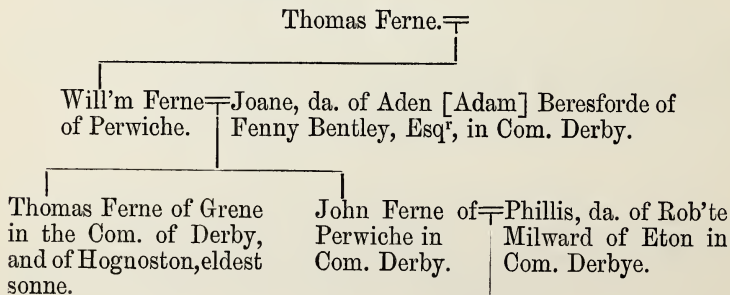 Thomas Ferne.
Will'm Ferne
of Perwiche.
Joane, da. of Aden [Adam] Beresforde of
Fenny Bentley, Esqʳ, in Com. Derby.
Thomas Ferne of Grene
in the Com. of Derby,
and of Hognoston, eldest
sonne.
John Ferne of
Perwiche in
Com. Derby.
Phillis, da. of Rob'te
Milward of Eton in
Com. Derbye.